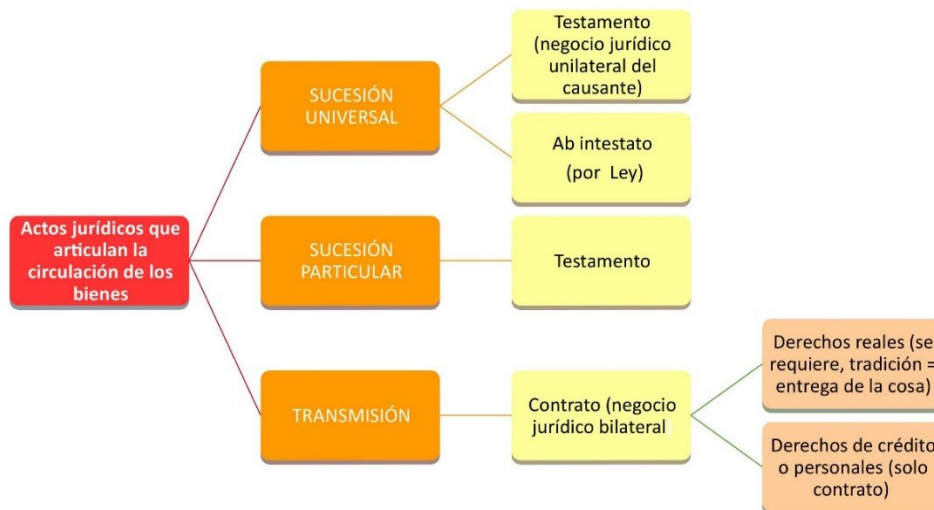 Actos jurídicos que
articulan la
circulación de los
bienes
SUCESIÓN
UNIVERSAL
Testamento
(negocio jurídico
unilateral del
causante)
Ab intestato
(por Ley)
SUCESIÓN
PARTICULAR
Testamento
TRANSMISIÓN
Contrato (negocio
jurídico bilateral
Derechos reales (se
requiere, tradición =
entrega de la cosa)
Derechos de crédito
o personales (solo
contrato)